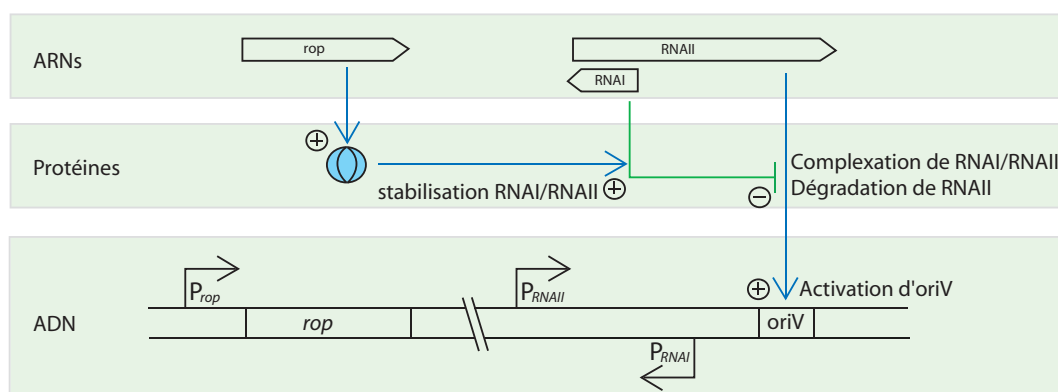 ARNs
rop
RNAII
RNAI
Protéines
+
stabilisation RNAI/RNAII +
−
Complexation de RNAI/RNAII
Dégradation de RNAII
ADN
Prop
PRNAII
+ Activation d'oriV
rop
oriV
PRNAI